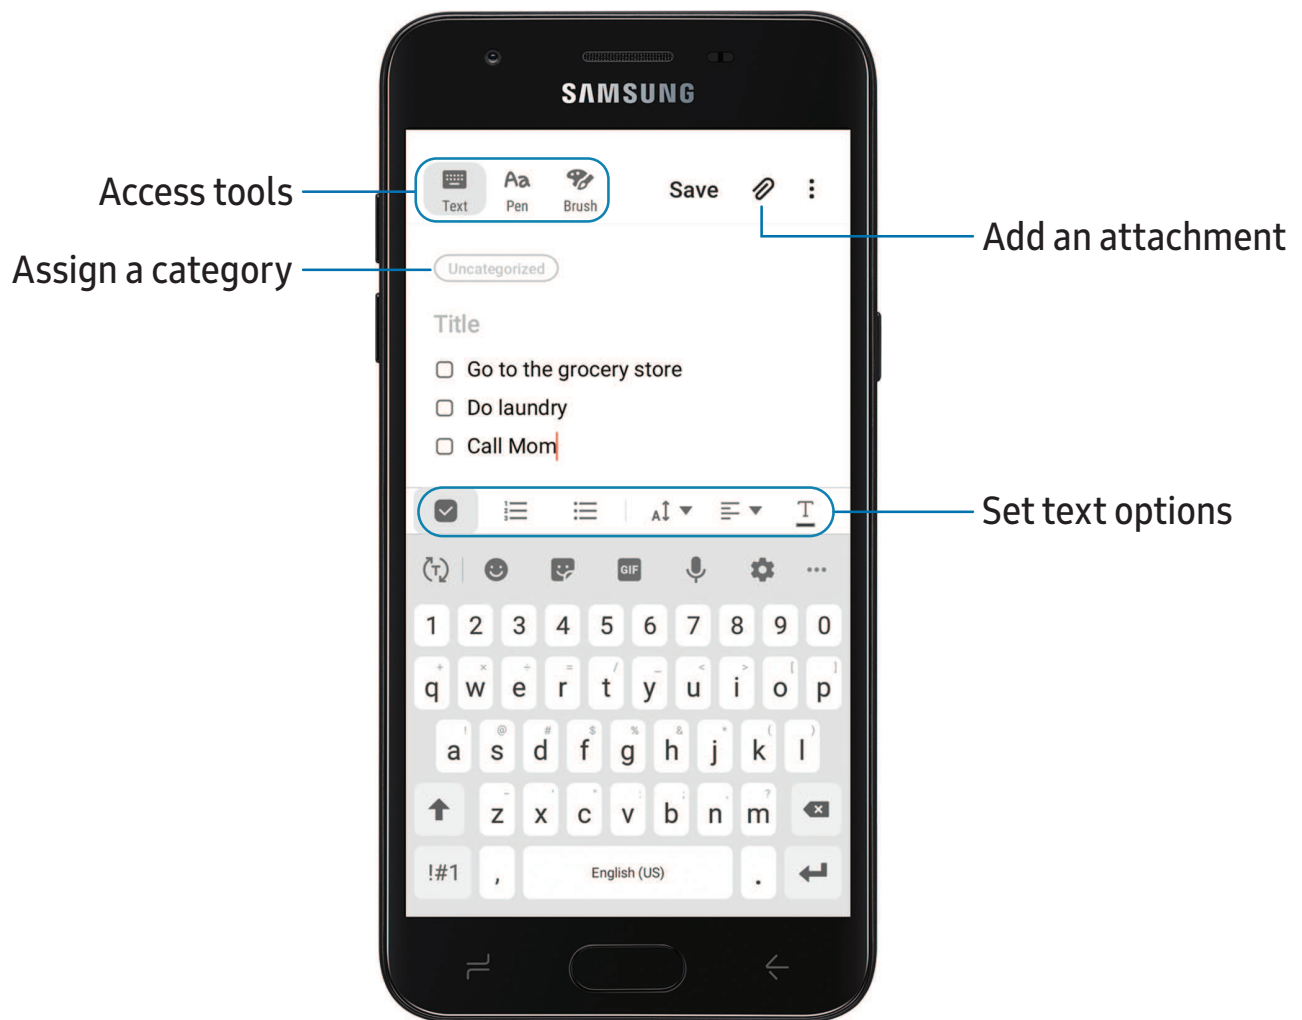 SAMSUNG
Access tools
Text
Aa
Pen
Brush
Save
Add an attachment
Assign a category
Uncategorized
Title
Go to the grocery store
Do laundry
Call Mom
Set text options
T
GIF
1 2 3 4 5 6 7 8 9 0
q w e r t y u i o p
a s d f g h j k l
z x c v b n m
!#1 , English (US) .